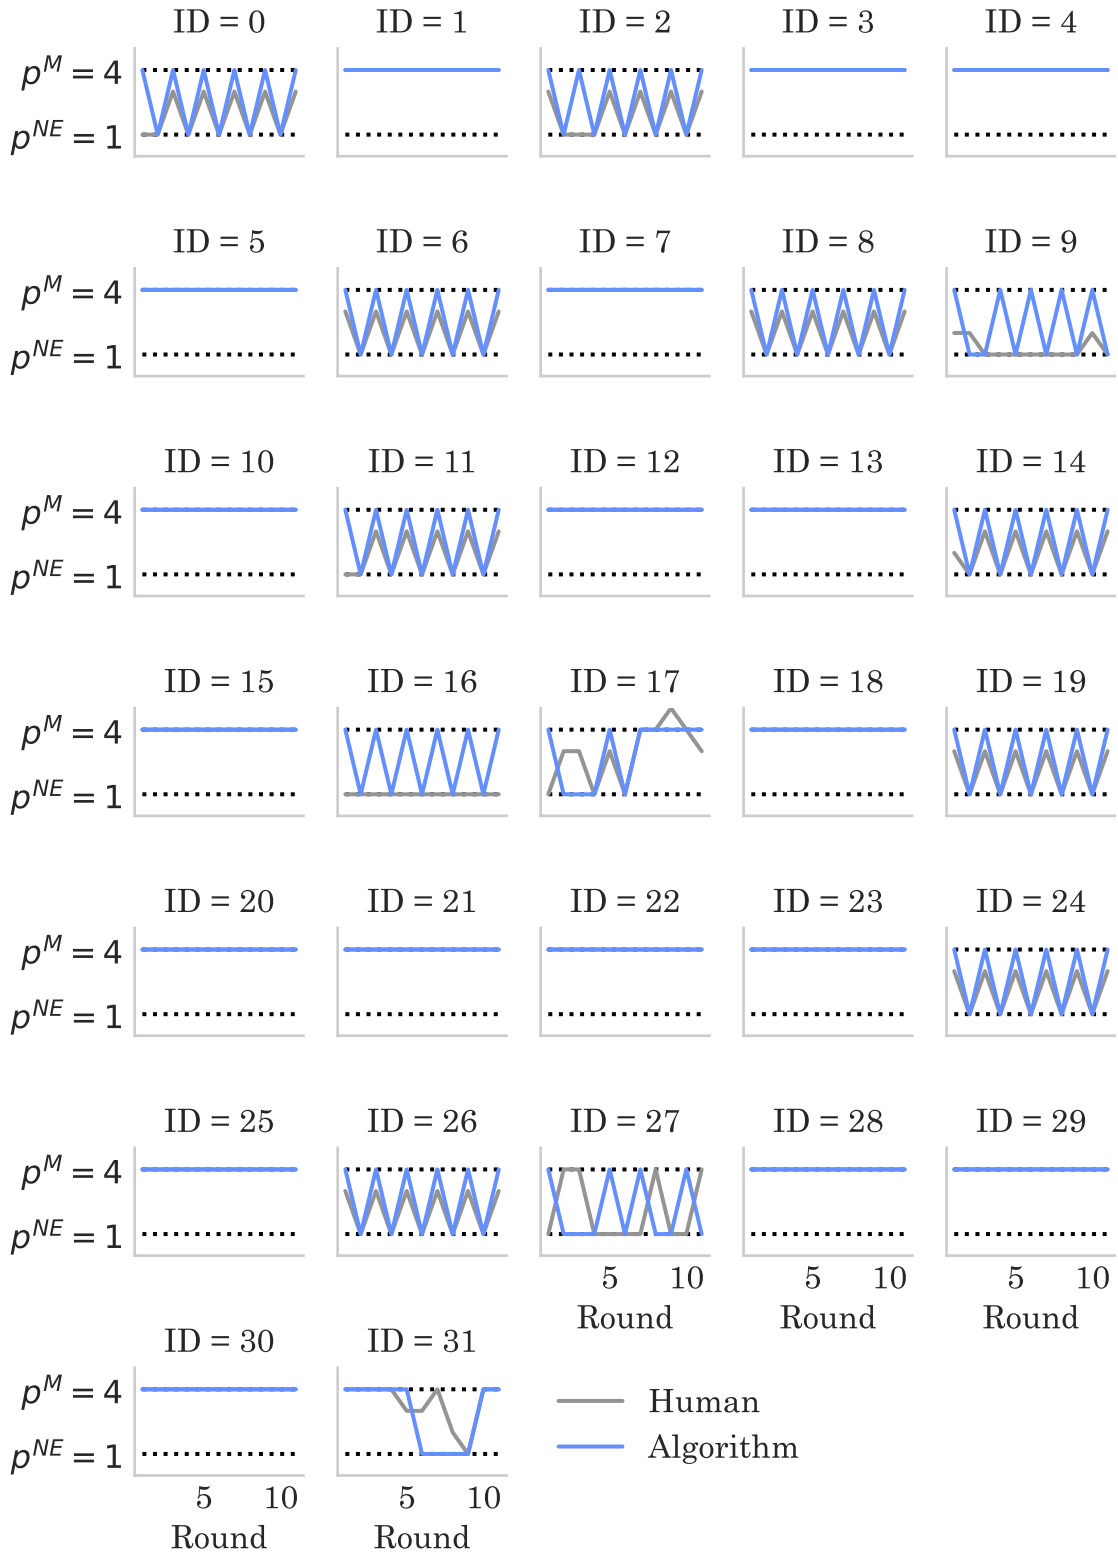 ID = 0 ID = 1 ID = 2 ID = 3 ID = 4
p^M = 4
p^NE = 1
ID = 5 ID = 6 ID = 7 ID = 8 ID = 9
p^M = 4
p^NE = 1
ID = 10 ID = 11 ID = 12 ID = 13 ID = 14
p^M = 4
p^NE = 1
ID = 15 ID = 16 ID = 17 ID = 18 ID = 19
p^M = 4
p^NE = 1
ID = 20 ID = 21 ID = 22 ID = 23 ID = 24
p^M = 4
p^NE = 1
ID = 25 ID = 26 ID = 27 ID = 28 ID = 29
p^M = 4
p^NE = 1
5 10 5 10 5 10
Round Round Round
ID = 30 ID = 31
p^M = 4
p^NE = 1
5 10 5 10
Round Round
Human
Algorithm